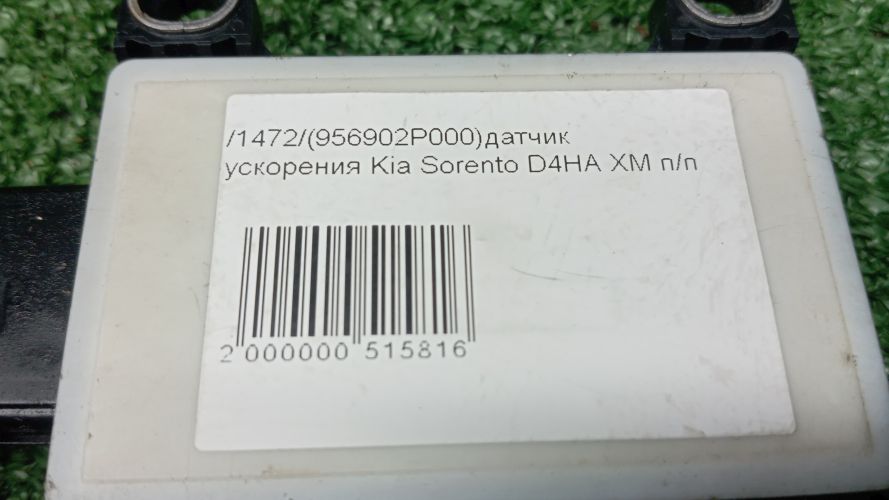 /1472/(956902P000)датчик
ускорения Kia Sorento D4HA XM п/п
2 000000 515816